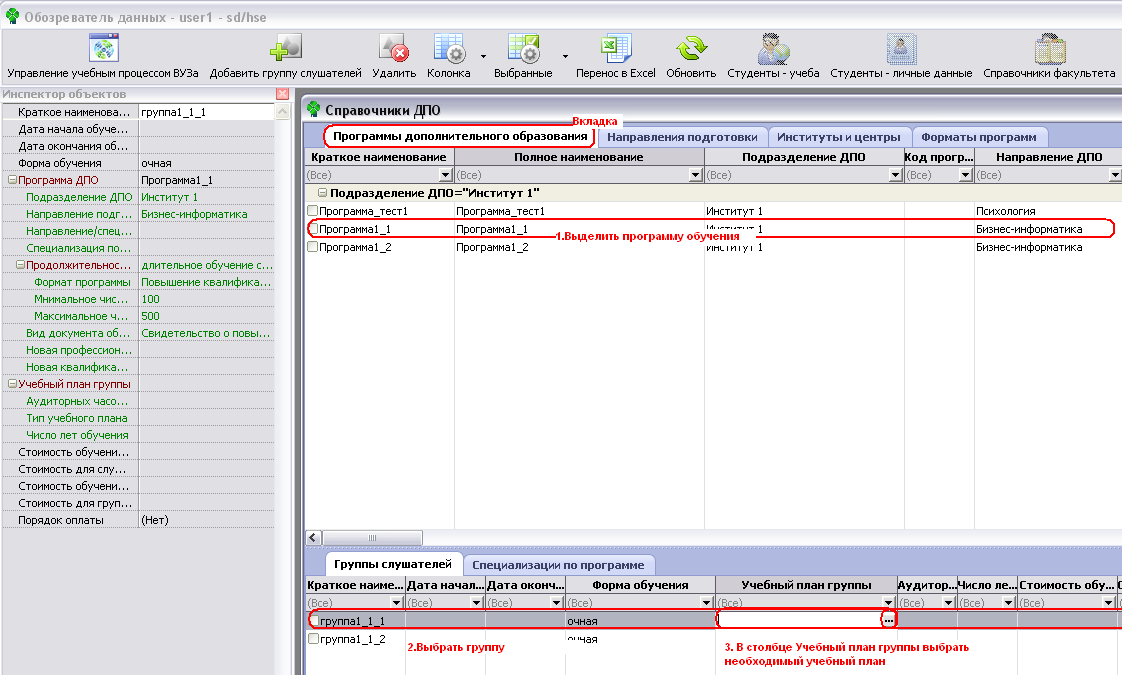 Обозреватель данных - user1 - sd/hse
Управление учебным процессом ВУЗа Добавить группу слушателей Удалить Колонка Выбранные Перенос в Excel Обновить Студенты - учеба Студенты - личные данные Справочники факультета
Инспектор объектов
Краткое наименова... группа1_1_1
Дата начала обуче...
Дата окончания об...
Форма обучения очная
Программа ДПО Программа1_1
Подразделение ДПО Институт 1
Направление подг... Бизнес-информатика
Направление/спец...
Специализация по...
Продолжительнос... длительное обучение с...
Формат программы Повышение квалифика...
Мнимальное чис... 100
Максимальное ч... 500
Вид документа об... Свидетельство о повы...
Новая профессион...
Новая квалифика...
Учебный план группы
Аудиторных часо...
Тип учебного плана
Число лет обучения
Стоимость обучени...
Стоимость для слу...
Стоимость обучени...
Стоимость для груп...
Порядок оплаты (Нет)
Справочники ДПО
Вкладка
Программы дополнительного образования Направления подготовки Институты и центры Форматы программ
Краткое наименование Полное наименование Подразделение ДПО Код прогр... Направление ДПО
(Все) (Все) (Все) (Все) (Все)
Подразделение ДПО="Институт 1"
Программа_тест1 Программа_тест1 Институт 1 Психология
Программа1_1 Программа1_1 Институт 1 Бизнес-информатика
1.Выделить программу обучения
Программа1_2 Программа1_2 Институт 1 Бизнес-информатика
Группы слушателей Специализации по программе
Краткое наиме... Дата начал... Дата оконч... Форма обучения Учебный план группы Аудитор... Число ле... Стоимость обу...
(Все) (Все) (Все) (Все) (Все) (Все) (Все) (Все)
группа1_1_1 очная ...
группа1_1_2 очная
2.Выбрать группу
3. В столбце Учебный план группы выбрать
необходимый учебный план